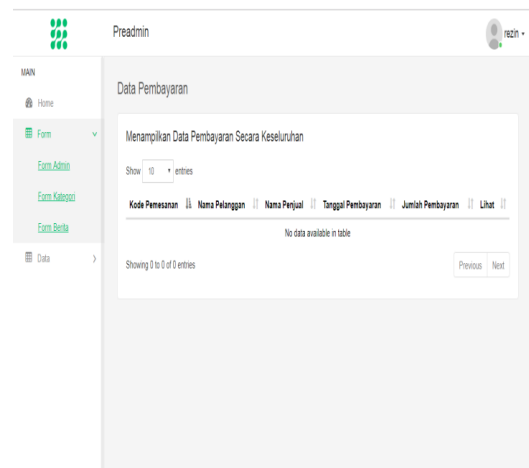 Preadmin
rezin
MAIN
Home
Form
Form Admin
Form Kategori
Form Berita
Data
Data Pembayaran
Menampilkan Data Pembayaran Secara Keseluruhan
Show 10 entries
Kode Pemesanan Nama Pelanggan Nama Penjual Tanggal Pembayaran Jumlah Pembayaran Lihat
No data available in table
Showing 0 to 0 of 0 entries
Previous Next